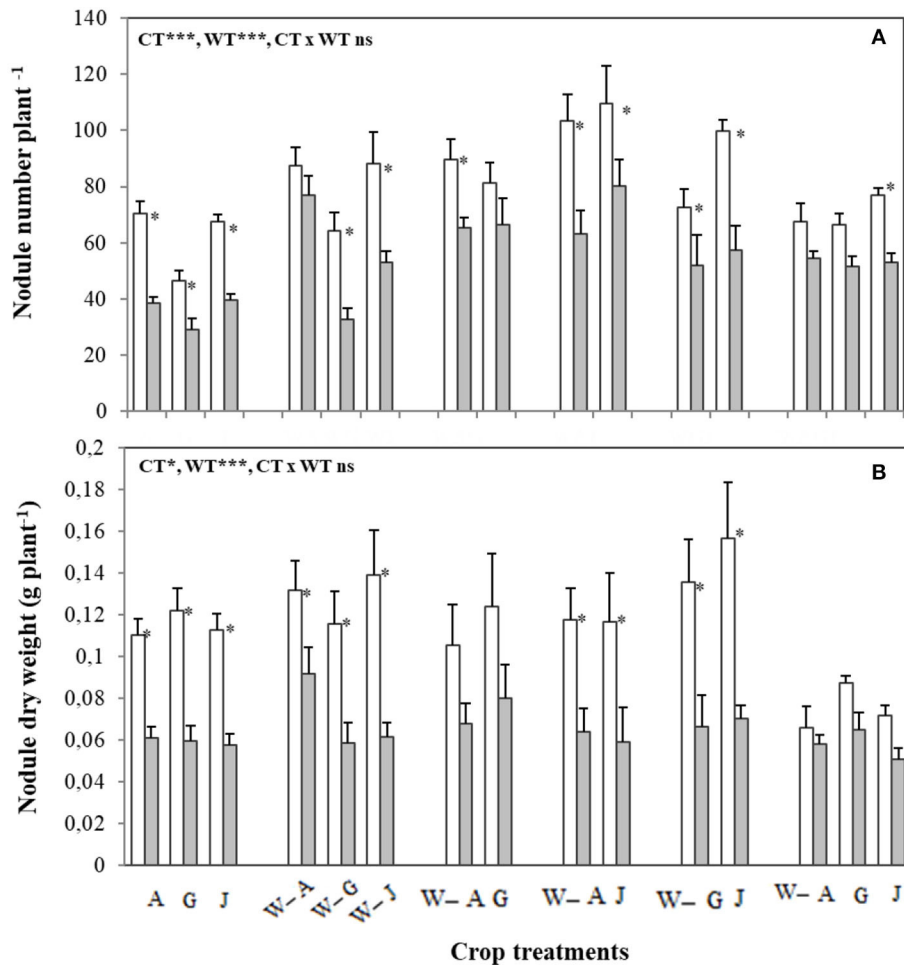 140
120
100
80
60
40
20
0
Nodule number plant -1
CT***, WT***, CT x WT ns
A
* * * * * * * * * * *
0,2
0,18
0,16
0,14
0,12
0,1
0,08
0,06
0,04
0,02
0
Nodule dry weight (g plant-1)
CT*, WT***, CT x WT ns
B
* * * * * * * * * *
A G J W– A W– G W– J W– A G W– A J W– G J W– A G J
Crop treatments